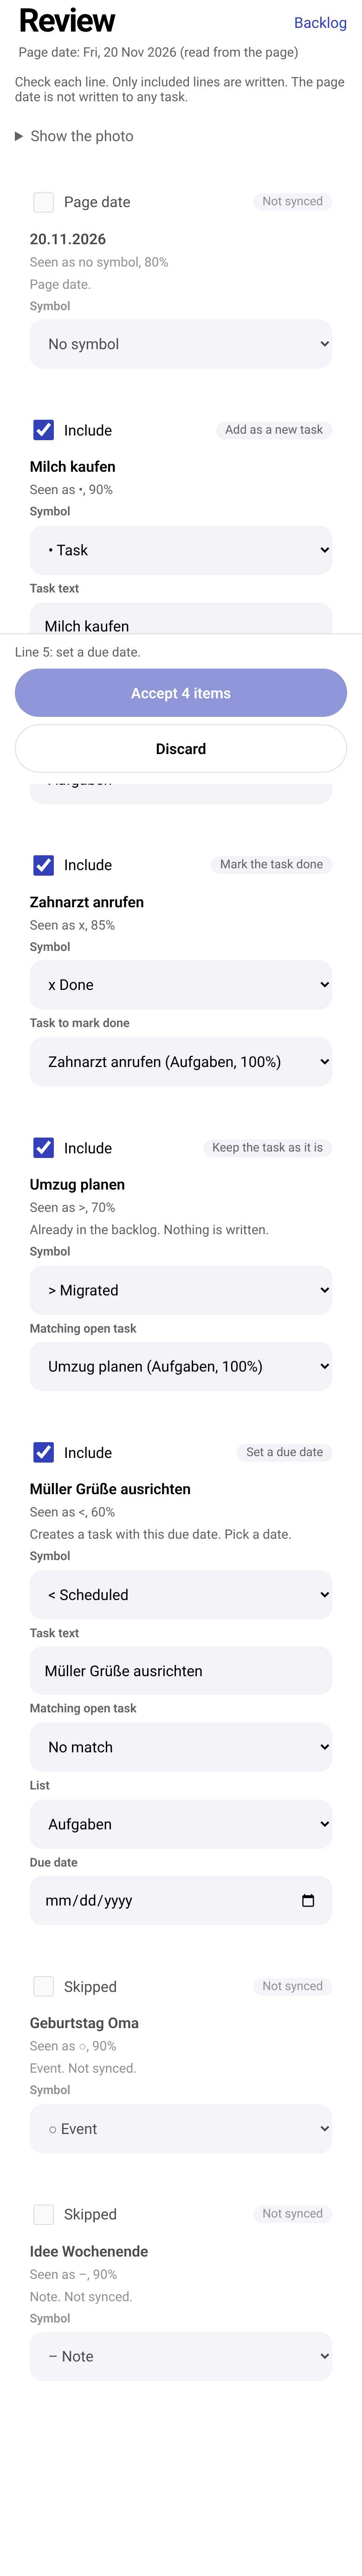 Review
Backlog
Page date: Fri, 20 Nov 2026 (read from the page)
Check each line. Only included lines are written. The page
date is not written to any task.
▶ Show the photo
Page date
Not synced
20.11.2026
Seen as no symbol, 80%
Page date.
Symbol
No symbol
Include
Add as a new task
Milch kaufen
Seen as •, 90%
Symbol
• Task
Task text
Milch kaufen
Line 5: set a due date.
Accept 4 items
Discard
Aufgaben
Include
Mark the task done
Zahnarzt anrufen
Seen as x, 85%
Symbol
x Done
Task to mark done
Zahnarzt anrufen (Aufgaben, 100%)
Include
Keep the task as it is
Umzug planen
Seen as >, 70%
Already in the backlog. Nothing is written.
Symbol
> Migrated
Matching open task
Umzug planen (Aufgaben, 100%)
Include
Set a due date
Müller Grüße ausrichten
Seen as <, 60%
Creates a task with this due date. Pick a date.
Symbol
< Scheduled
Task text
Müller Grüße ausrichten
Matching open task
No match
List
Aufgaben
Due date
mm/dd/yyyy
Skipped
Not synced
Geburtstag Oma
Seen as ○, 90%
Event. Not synced.
Symbol
○ Event
Skipped
Not synced
Idee Wochenende
Seen as –, 90%
Note. Not synced.
Symbol
– Note